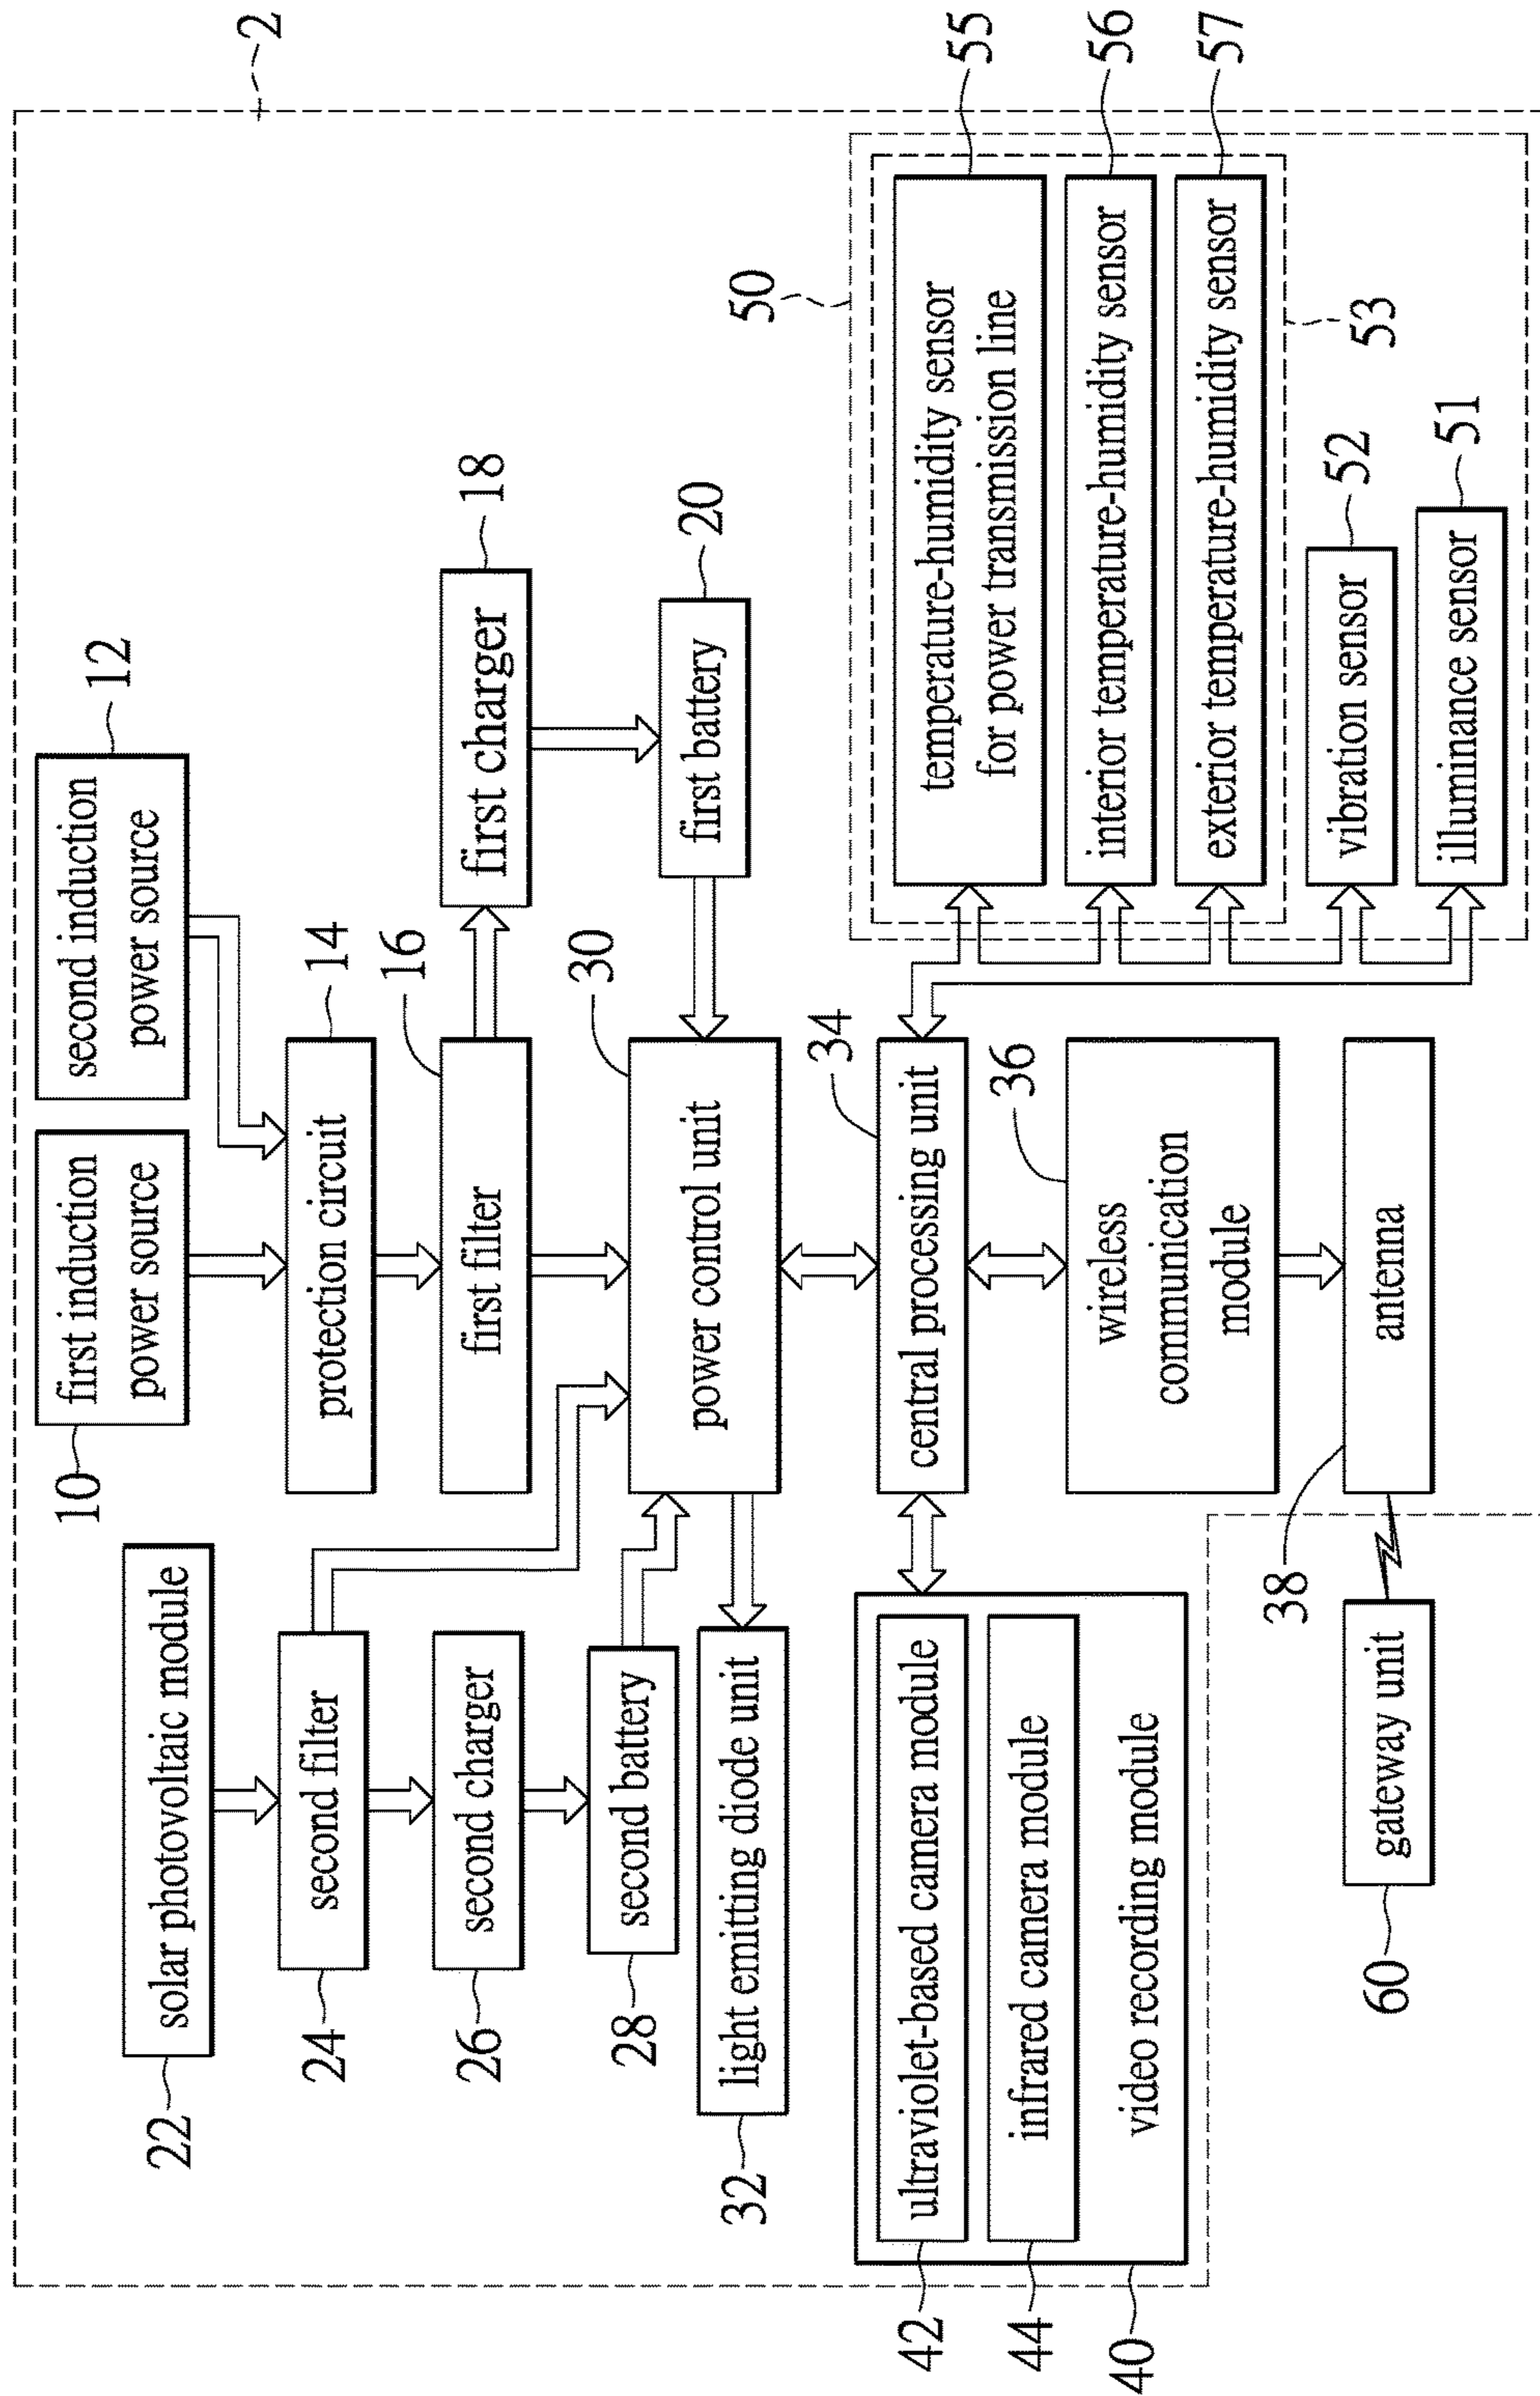 2
first induction
power source
10
second induction
power source
12
solar photovoltaic module
22
protection circuit
14
second filter
24
first filter
16
first charger
18
second charger
26
second battery
28
power control unit
30
first battery
20
light emitting diode unit
32
ultraviolet-based camera module
42
infrared camera module
44
video recording module
40
central processing unit
34
wireless
communication
module
36
antenna
38
gateway unit
60
50
temperature-humidity sensor
for power transmission line
55
interior temperature-humidity sensor
56
exterior temperature-humidity sensor
57
53
vibration sensor
52
illuminance sensor
51